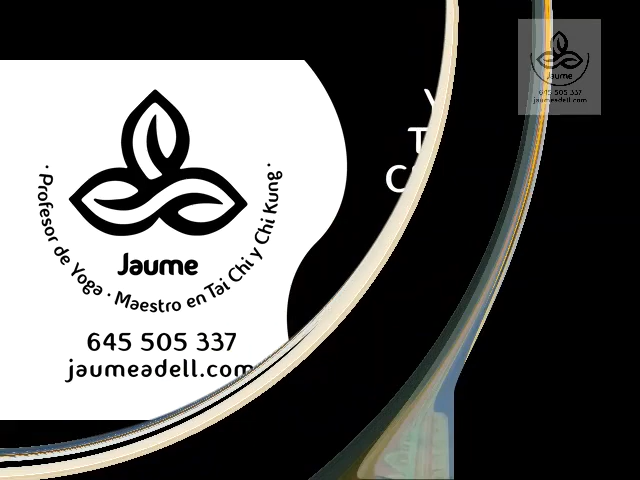 Jaume
· Profesor de Yoga · Maestro en Tai Chi y Chi Kung ·
645 505 337
jaumeadell.com
Jaume
645 505 337
jaumeadell.com